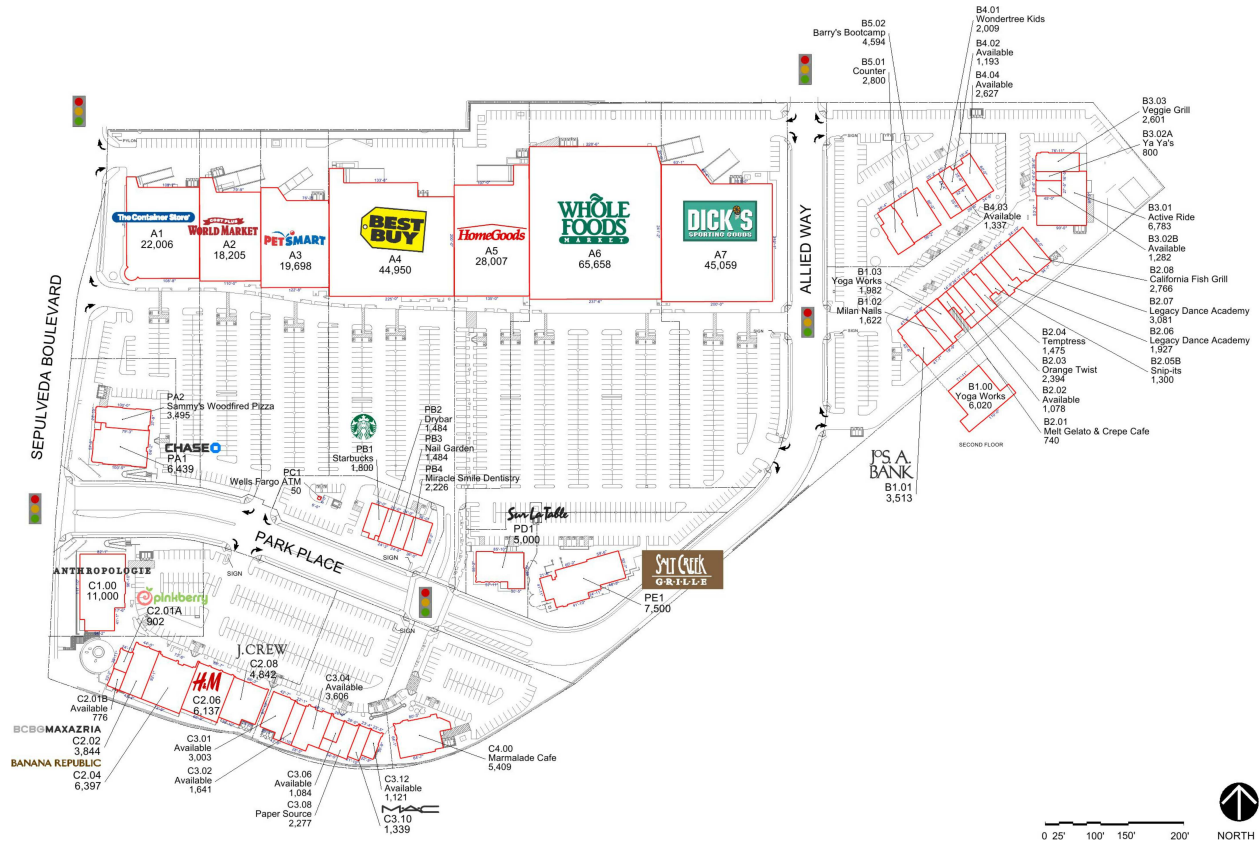 B4.01
Wondertree Kids
2,009
B5.02
Barry's Bootcamp
4,594
B4.02
Available
1,193
B5.01
Counter
2,800
B4.04
Available
2,627
B3.03
Veggie Grill
2,601
B3.02A
Ya Ya's
800
PYLON
SIGN
SIGN
The Container Store
A1
22,006
COST PLUS
WORLD MARKET
A2
18,205
PETSMART
A3
19,698
BEST
BUY
A4
44,950
HomeGoods
A5
28,007
WHOLE
FOODS
MARKET
A6
65,658
DICK'S
SPORTING GOODS
A7
45,059
ALLIED WAY
B4.03
Available
1,337
B3.01
Active Ride
6,783
B3.02B
Available
1,282
B2.08
California Fish Grill
2,766
B2.07
Legacy Dance Academy
3,081
B2.06
Legacy Dance Academy
1,927
B2.05B
Snip-its
1,300
B1.03
Yoga Works
1,982
B1.02
Milan Nails
1,622
SIGN
SIGN
B2.04
Temptress
1,475
B2.03
Orange Twist
2,394
B2.02
Available
1,078
B2.01
Melt Gelato & Crepe Cafe
740
B1.00
Yoga Works
6,020
SECOND FLOOR
JoS. A.
BANK
B1.01
3,513
SEPULVEDA BOULEVARD
PA2
Sammy's Woodfired Pizza
3,495
CHASE
PA1
6,439
PB2
Drybar
1,484
PB3
Nail Garden
1,484
PB4
Miracle Smile Dentistry
2,226
PB1
Starbucks
1,800
PC1
Wells Fargo ATM
50
Sur La Table
PD1
5,000
PARK PLACE
SIGN
SIGN
SIGN
SALT CREEK
GRILLE
PE1
7,500
ANTHROPOLOGIE
C1.00
11,000
pinkberry
C2.01A
902
J.CREW
C2.08
4,842
H&M
C2.06
6,137
C3.04
Available
3,606
C2.01B
Available
776
BCBGMAXAZRIA
C2.02
3,844
BANANA REPUBLIC
C2.04
6,397
C3.01
Available
3,003
C3.02
Available
1,641
C3.06
Available
1,084
C3.08
Paper Source
2,277
C3.12
Available
1,121
MAC
C3.10
1,339
C4.00
Marmalade Cafe
5,409
0 25' 100' 150' 200'
NORTH